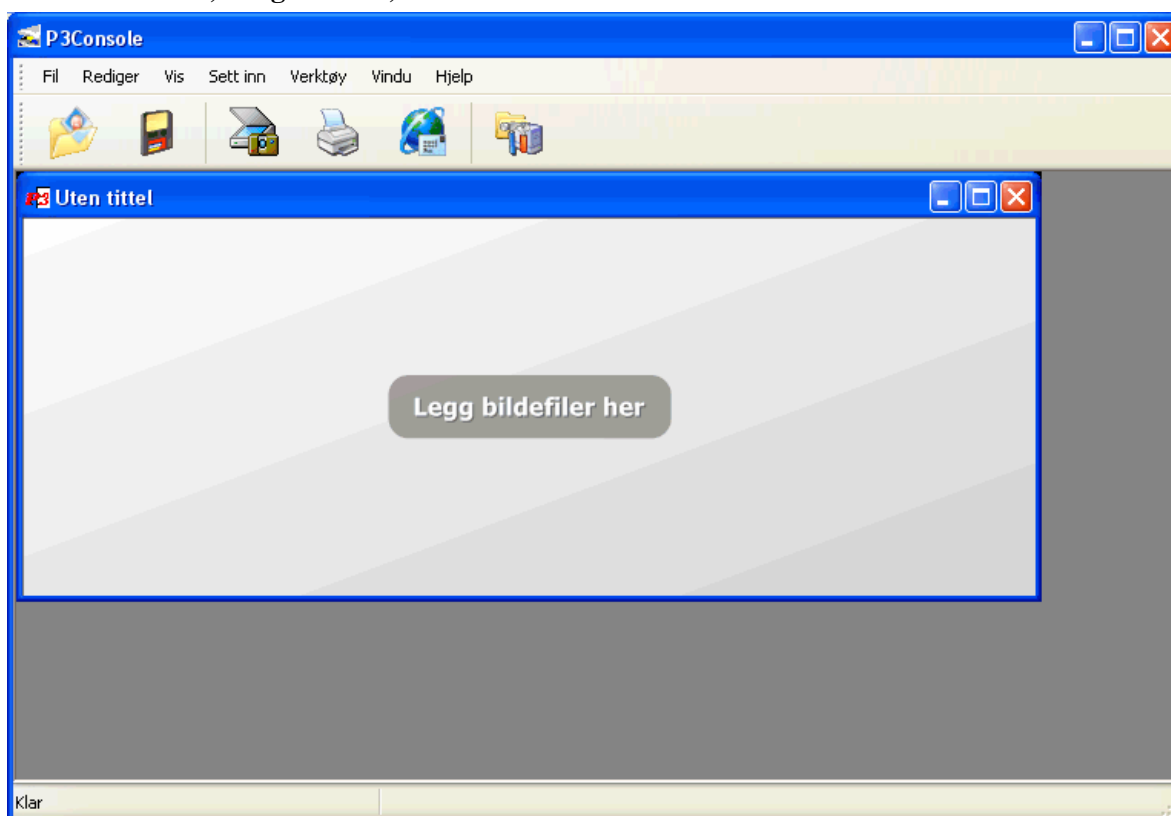 P3Console
Fil Rediger Vis Sett inn Verktøy Vindu Hjelp
Uten tittel
Legg bildefiler her
Klar